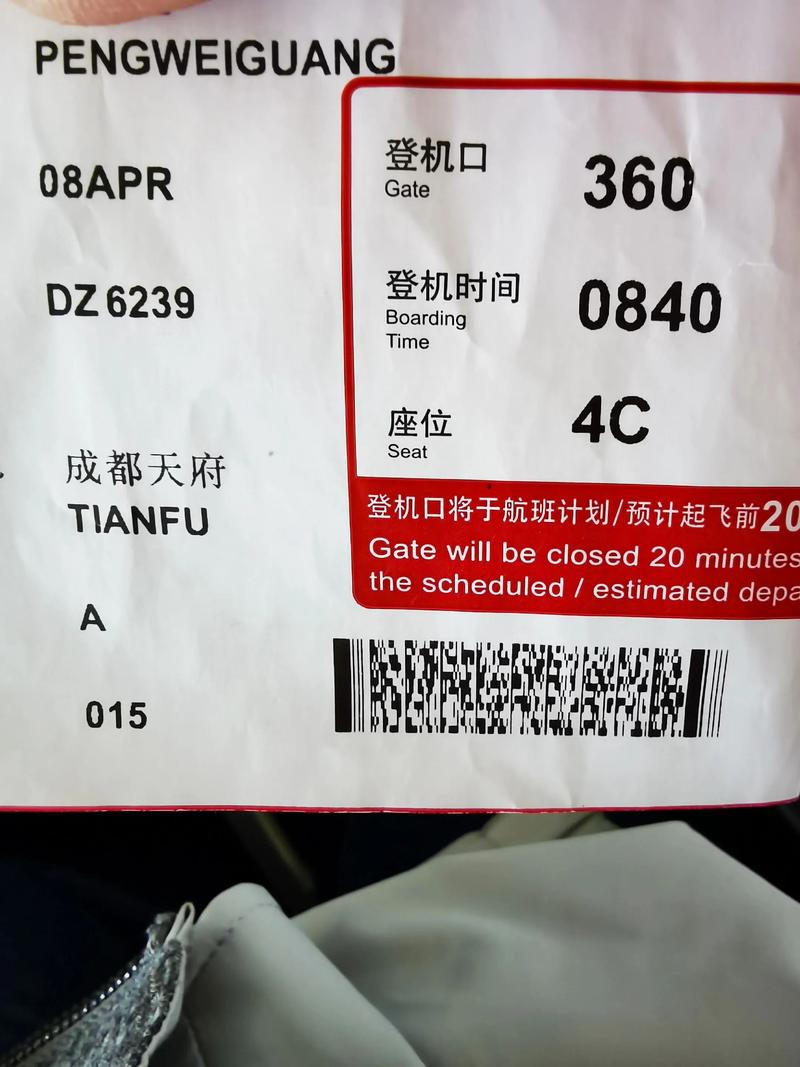 PENGWEIGUANG
08APR
DZ 6239
成都天府
TIANFU
A
015
登机口
Gate
360
登机时间
Boarding
Time
0840
座位
Seat
4C
登机口将于航班计划/预计起飞前20
Gate will be closed 20 minutes
the scheduled / estimated depa